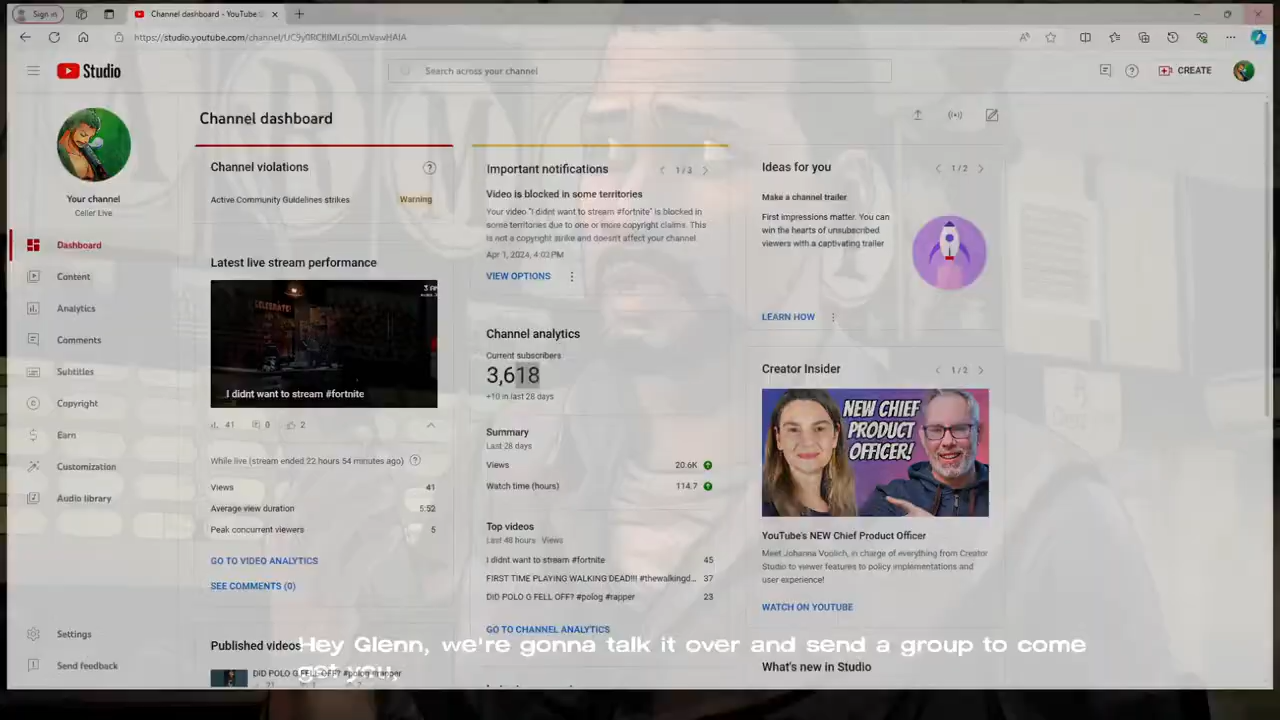 Sign in
Channel dashboard - YouTube S
https://studio.youtube.com/channel/
Studio
Search across your channel
CREATE
Your channel
Celler Live
Dashboard
Content
Analytics
Comments
Subtitles
Copyright
Earn
Customization
Audio library
Settings
Send feedback
Channel dashboard
Channel violations
Active Community Guidelines strikes
Warning
Latest live stream performance
CELEBRATE!
I didnt want to stream #fortnite
41 0 2
While live (stream ended 22 hours 54 minutes ago)
Views 41
Average view duration 5:52
Peak concurrent viewers 5
GO TO VIDEO ANALYTICS
SEE COMMENTS (0)
Published videos
DID POLO G FELL OFF? #polog #rapper
Important notifications
1 / 3
Video is blocked in some territories
Your video "I didnt want to stream #fortnite" is blocked in
some territories due to one or more copyright claims. This
is not a copyright strike and doesn't affect your channel.
Apr 1, 2024, 4:02 PM
VIEW OPTIONS
Channel analytics
Current subscribers
3,618
+10 in last 28 days
Summary
Last 28 days
Views 20.6K
Watch time (hours) 114.7
Top videos
Last 48 hours · Views
I didnt want to stream #fortnite 45
FIRST TIME PLAYING WALKING DEAD!!! #thewalkingd... 37
DID POLO G FELL OFF? #polog #rapper 23
GO TO CHANNEL ANALYTICS
Ideas for you
1 / 2
Make a channel trailer
First impressions matter. You can
win the hearts of unsubscribed
viewers with a captivating trailer
LEARN HOW
Creator Insider
1 / 2
NEW CHIEF
PRODUCT
OFFICER!
YouTube's NEW Chief Product Officer
Meet Johanna Voolich, in charge of everything from Creator
Studio to viewer features to policy implementations and
user experience!
WATCH ON YOUTUBE
What's new in Studio
Hey Glenn, we're gonna talk it over and send a group to come
get you,